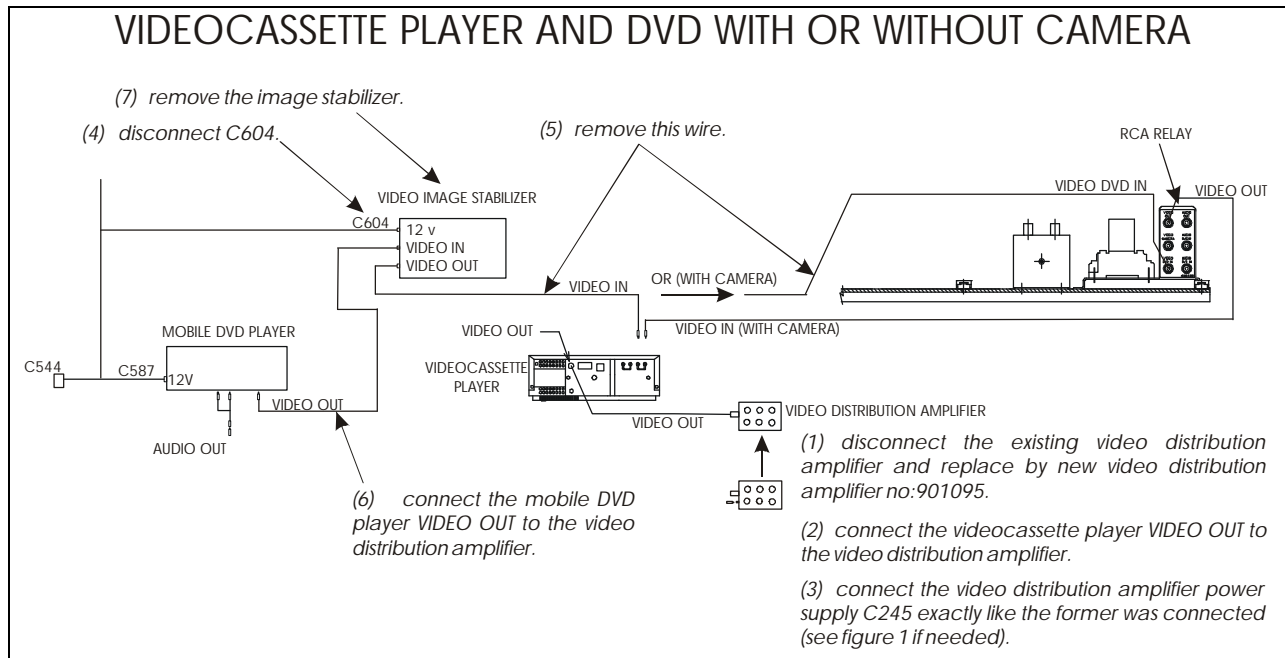 VIDEOCASSETTE PLAYER AND DVD WITH OR WITHOUT CAMERA
(7) remove the image stabilizer.
(4) disconnect C604.
(5) remove this wire.
RCA RELAY
VIDEO IMAGE STABILIZER
VIDEO DVD IN
VIDEO OUT
C604
12 v
VIDEO IN
VIDEO OUT
VIDEO IN
OR (WITH CAMERA)
MOBILE DVD PLAYER
VIDEO OUT
VIDEO IN (WITH CAMERA)
C544
C587
12V
VIDEOCASSETTE
PLAYER
VIDEO OUT
AUDIO OUT
VIDEO OUT
VIDEO DISTRIBUTION AMPLIFIER
(1) disconnect the existing video distribution
amplifier and replace by new video distribution
amplifier no:901095.
(6) connect the mobile DVD
player VIDEO OUT to the video
distribution amplifier.
(2) connect the videocassette player VIDEO OUT to
the video distribution amplifier.
(3) connect the video distribution amplifier power
supply C245 exactly like the former was connected
(see figure 1 if needed).